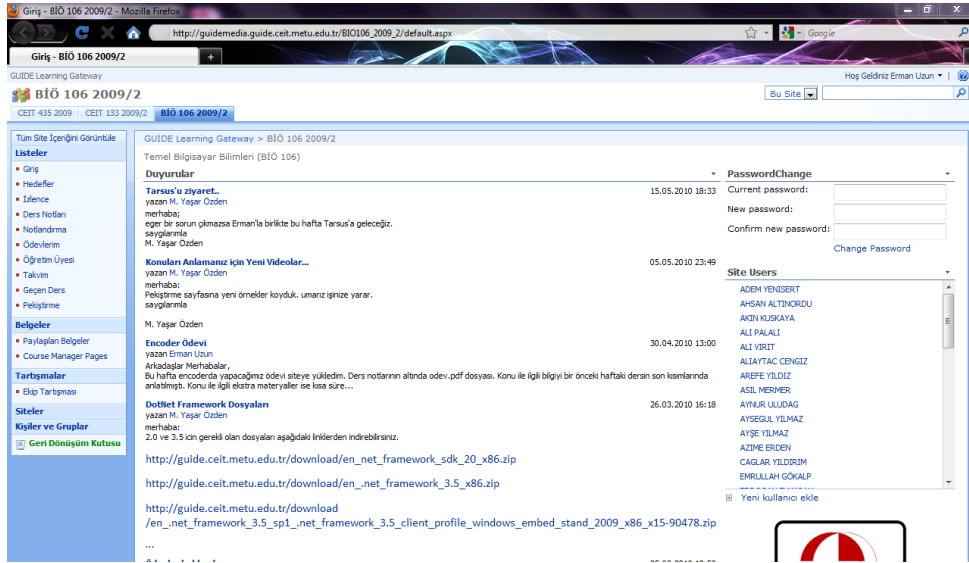 Giriş - BİÖ 106 2009/2 - Mozilla Firefox
http://guidemedia.guide.ceit.metu.edu.tr/BIO106_2009_2/default.aspx
Google
Giriş - BİÖ 106 2009/2
GUIDE Learning Gateway
Hoş Geldiniz Erman Uzun
BİÖ 106 2009/2
Bu Site
CEIT 435 2009
CEIT 133 2009/2
BİÖ 106 2009/2
Tüm Site İçeriğini Görüntüle
Listeler
Giriş
Hedefler
İzlence
Ders Notları
Notlandırma
Ödevlerim
Öğretim Üyesi
Takvim
Geçen Ders
Pekiştirme
Belgeler
Paylaşılan Belgeler
Course Manager Pages
Tartışmalar
Ekip Tartışması
Siteler
Kişiler ve Gruplar
Geri Dönüşüm Kutusu
GUIDE Learning Gateway > BİÖ 106 2009/2
Temel Bilgisayar Bilimleri (BİÖ 106)
Duyurular
Tarsus'u ziyaret.. 15.05.2010 18:33
yazan M. Yaşar Özden
merhaba;
eger bir sorun çıkmazsa Erman'la birlikte bu hafta Tarsus'a geleceğiz.
saygılarımla
M. Yaşar Özden
Konuları Anlamanız için Yeni Videolar... 05.05.2010 23:49
yazan M. Yaşar Özden
merhaba:
Pekiştirme sayfasına yeni örnekler koyduk. umarız işinize yarar.
saygılarımla
M. Yaşar Özden
Encoder Ödevi 30.04.2010 13:00
yazan Erman Uzun
Arkadaşlar Merhabalar,
Bu hafta encoderda yapacağımız ödevi siteye yükledim. Ders notlarının altında odev.pdf dosyası. Konu ile ilgili bilgiyi bir önceki haftaki dersin son kısımlarında
anlatılmıştı. Konu ile ilgili ekstra materyaller ise kısa süre...
DotNet Framework Dosyaları 26.03.2010 16:18
yazan M. Yaşar Özden
merhaba:
2.0 ve 3.5 icin gerekli olan dosyaları aşağıdaki linklerden indirebilirsiniz.
http://guide.ceit.metu.edu.tr/download/en_net_framework_sdk_20_x86.zip
http://guide.ceit.metu.edu.tr/download/en_.net_framework_3.5_x86.zip
http://guide.ceit.metu.edu.tr/download
/en_.net_framework_3.5_sp1_.net_framework_3.5_client_profile_windows_embed_stand_2009_x86_x15-90478.zip
...
PasswordChange
Current password:
New password:
Confirm new password:
Change Password
Site Users
ADEM YENISERT
AHSAN ALTINORDU
AKIN KUSKAYA
ALI PALALI
ALI VIRIT
ALIAYTAC CENGIZ
AREFE YILDIZ
ASIL MERMER
AYNUR ULUDAG
AYSEGUL YILMAZ
AYŞE YILMAZ
AZIME ERDEN
CAGLAR YILDIRIM
EMRULLAH GÖKALP
Yeni kullanıcı ekle